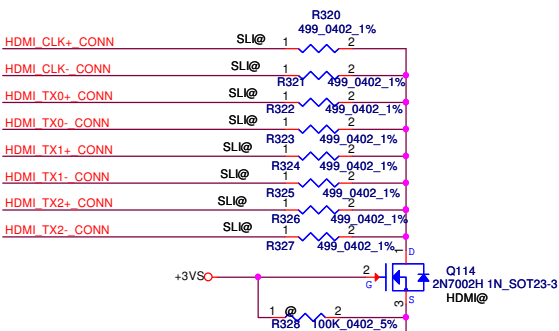 R320
499_0402_1%
HDMI_CLK+_CONN SLI@ 1 2
HDMI_CLK-_CONN SLI@ 1 2
R321 499_0402_1%
HDMI_TX0+_CONN SLI@ 1 2
R322 499_0402_1%
HDMI_TX0-_CONN SLI@ 1 2
R323 499_0402_1%
HDMI_TX1+_CONN SLI@ 1 2
R324 499_0402_1%
HDMI_TX1-_CONN SLI@ 1 2
R325 499_0402_1%
HDMI_TX2+_CONN SLI@ 1 2
R326 499_0402_1%
HDMI_TX2-_CONN SLI@ 1 2
R327 499_0402_1%
1 D
+3VS 2 G
Q114
2N7002H 1N_SOT23-3
HDMI@
3 S
1 @ 2
R328 100K_0402_5%